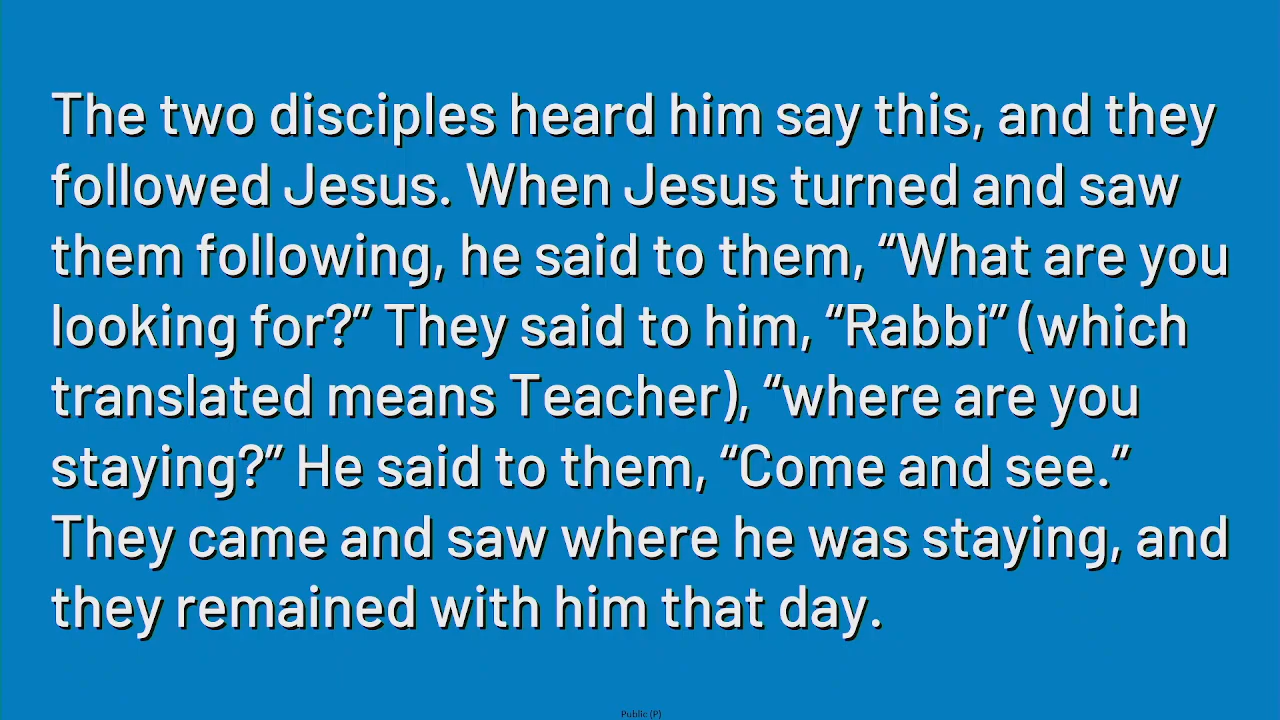 The two disciples heard him say this, and they
followed Jesus. When Jesus turned and saw
them following, he said to them, “What are you
looking for?” They said to him, “Rabbi” (which
translated means Teacher), “where are you
staying?” He said to them, “Come and see.”
They came and saw where he was staying, and
they remained with him that day.
Public (P)